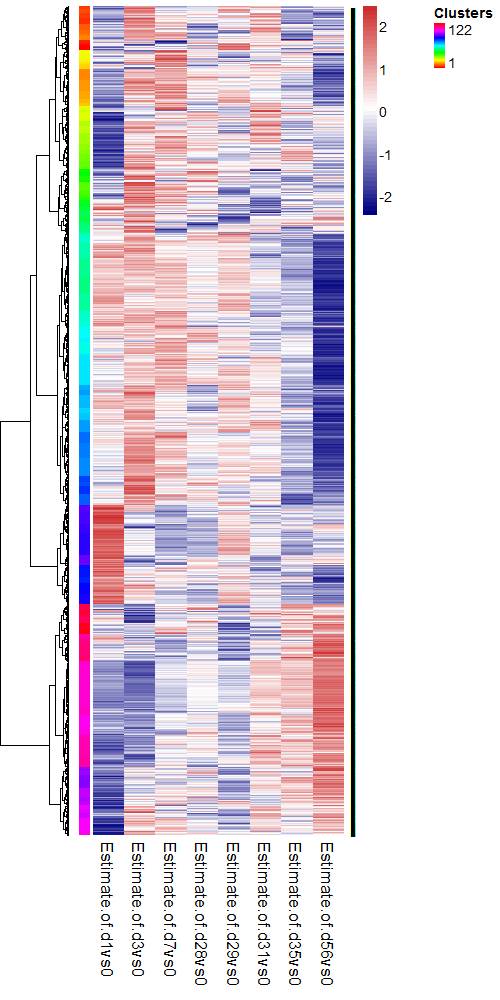 Clusters
122
1
2
1
0
-1
-2
Estimate.of.d1vs0
Estimate.of.d3vs0
Estimate.of.d7vs0
Estimate.of.d28vs0
Estimate.of.d29vs0
Estimate.of.d31vs0
Estimate.of.d35vs0
Estimate.of.d56vs0